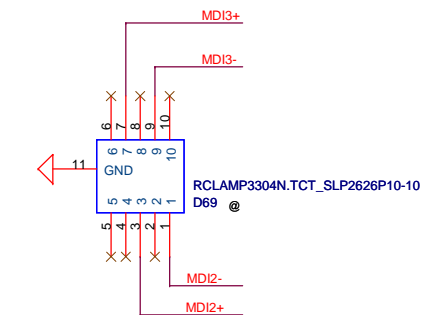 MDI3+
MDI3-
6 7 8 9 10
6 7 8 9 10
11
GND
RCLAMP3304N.TCT_SLP2626P10-10
D69 @
5 4 3 2 1
5 4 3 2 1
MDI2-
MDI2+